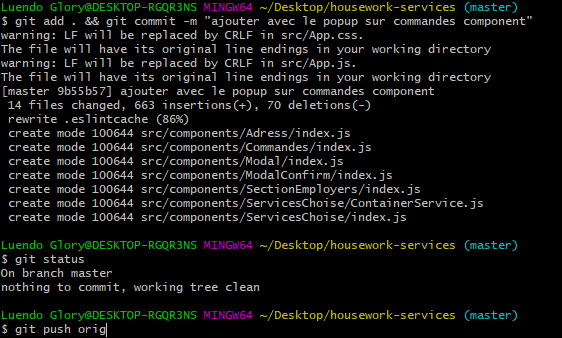 Luendo Glory@DESKTOP-RGQR3NS MINGW64 ~/Desktop/housework-services (master)
$ git add . && git commit -m "ajouter avec le popup sur commandes component"
warning: LF will be replaced by CRLF in src/App.css.
The file will have its original line endings in your working directory
warning: LF will be replaced by CRLF in src/App.js.
The file will have its original line endings in your working directory
[master 9b55b57] ajouter avec le popup sur commandes component
 14 files changed, 663 insertions(+), 70 deletions(-)
 rewrite .eslintcache (86%)
 create mode 100644 src/components/Adress/index.js
 create mode 100644 src/components/Commandes/index.js
 create mode 100644 src/components/Modal/index.js
 create mode 100644 src/components/ModalConfirm/index.js
 create mode 100644 src/components/SectionEmployers/index.js
 create mode 100644 src/components/ServicesChoise/ContainerService.js
 create mode 100644 src/components/ServicesChoise/index.js
Luendo Glory@DESKTOP-RGQR3NS MINGW64 ~/Desktop/housework-services (master)
$ git status
On branch master
nothing to commit, working tree clean
Luendo Glory@DESKTOP-RGQR3NS MINGW64 ~/Desktop/housework-services (master)
$ git push orig